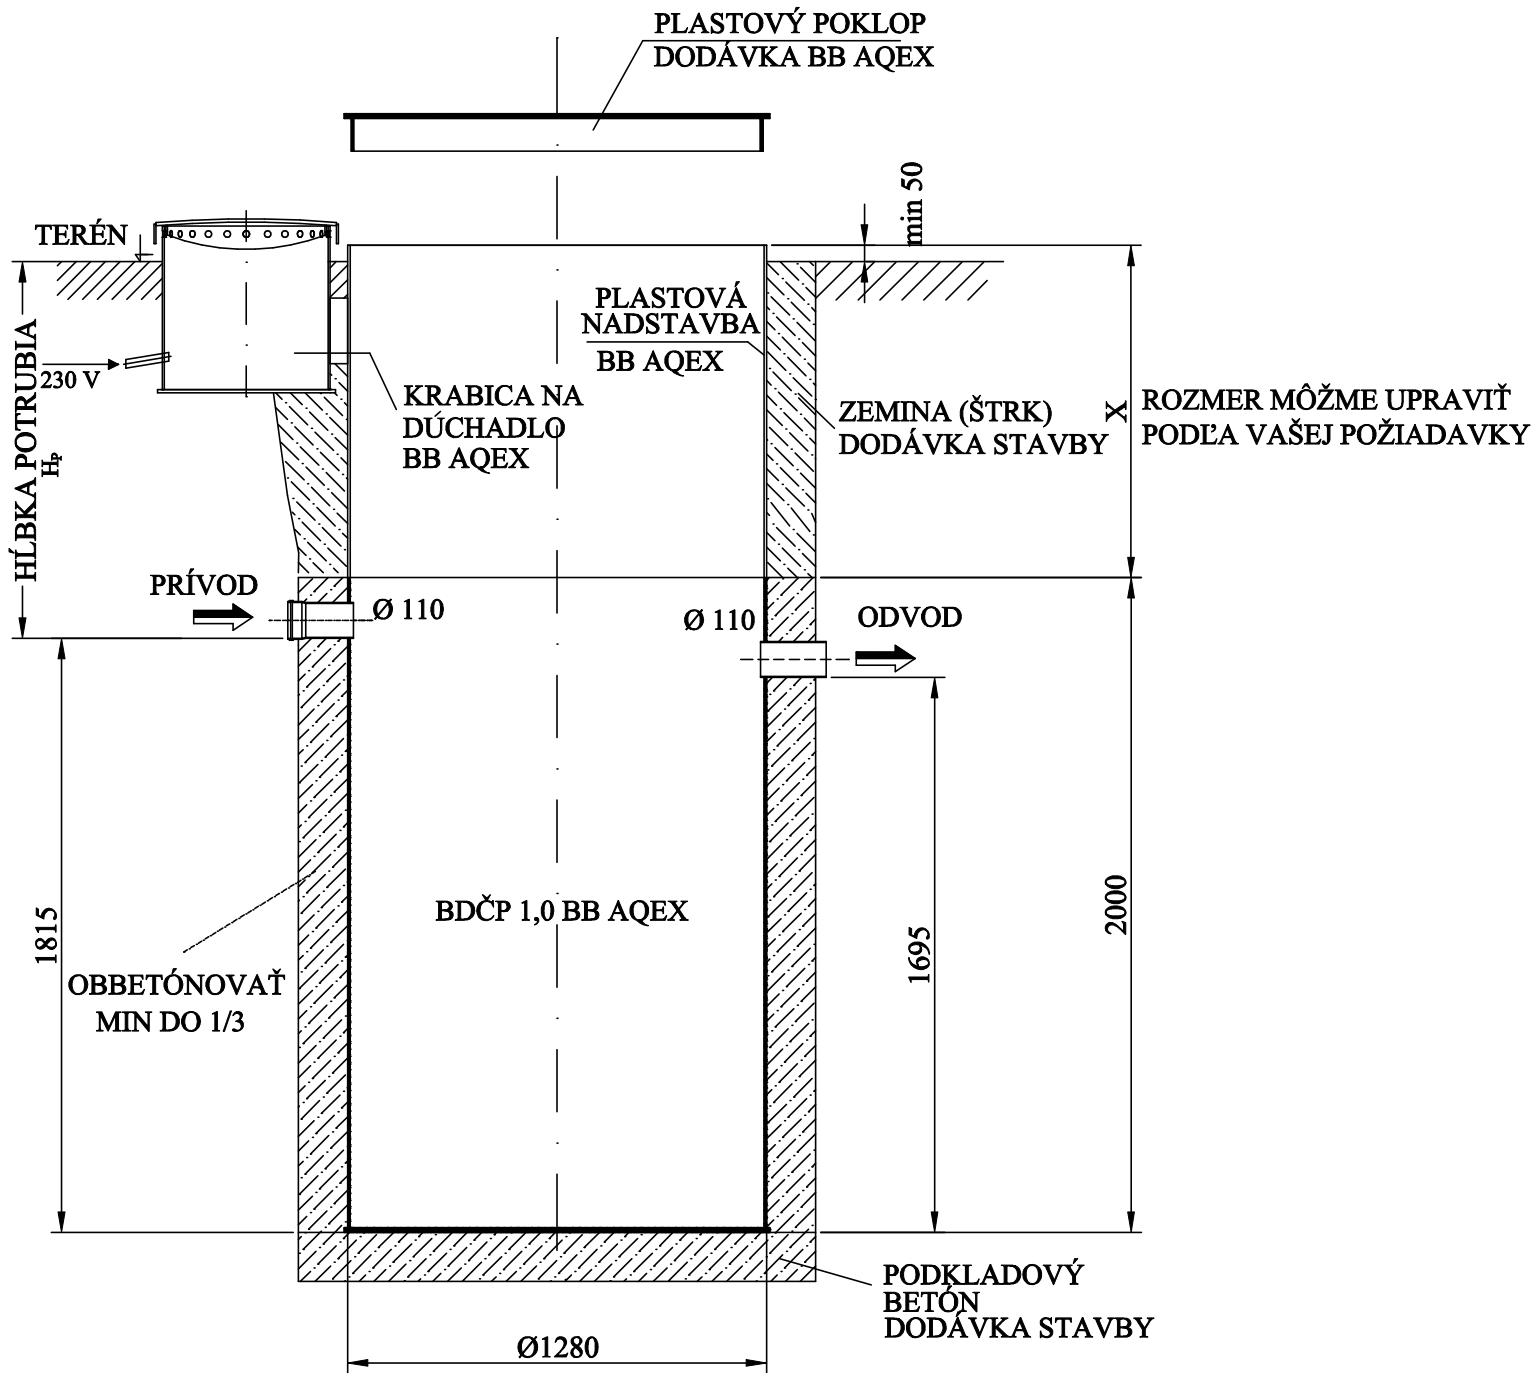 PLASTOVÝ POKLOP
DODÁVKA BB AQEX
min 50
TERÉN
PLASTOVÁ
NADSTAVBA
BB AQEX
230 V
HĹBKA POTRUBIA
HP
KRABICA NA
DÚCHADLO
BB AQEX
ZEMINA (ŠTRK)
DODÁVKA STAVBY
X
ROZMER MÔŽME UPRAVIŤ
PODĽA VAŠEJ POŽIADAVKY
PRÍVOD
Ø 110
Ø 110
ODVOD
BDČP 1,0 BB AQEX
1815
1695
2000
OBBETÓNOVAŤ
MIN DO 1/3
PODKLADOVÝ
BETÓN
DODÁVKA STAVBY
Ø1280